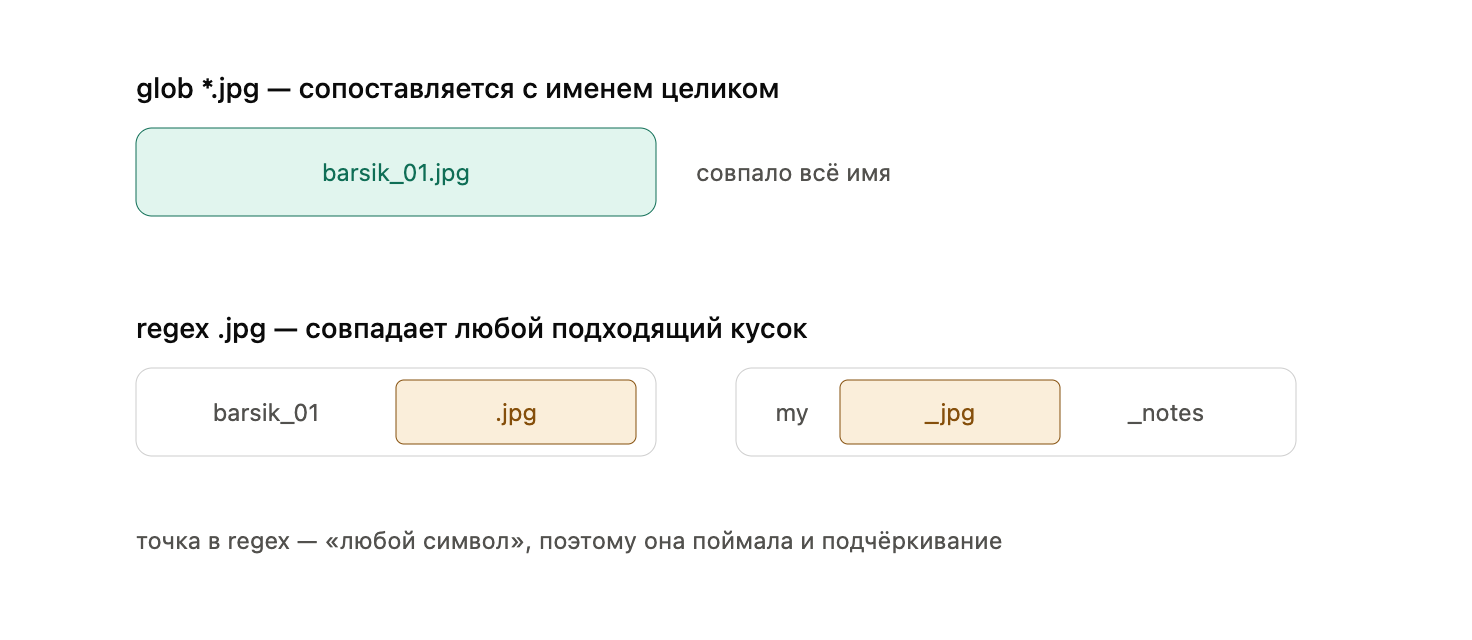 glob *.jpg — сопоставляется с именем целиком
barsik_01.jpg
совпало всё имя
regex .jpg — совпадает любой подходящий кусок
barsik_01 .jpg
my _jpg _notes
точка в regex — «любой символ», поэтому она поймала и подчёркивание